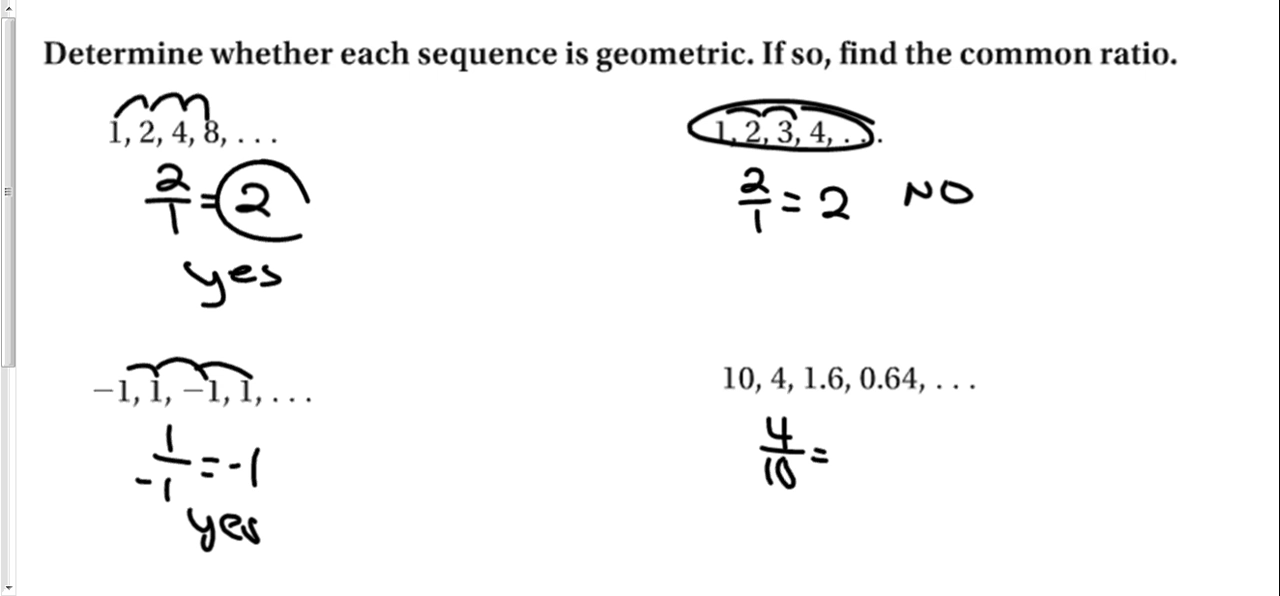 Determine whether each sequence is geometric. If so, find the common ratio.
1, 2, 4, 8, . . .
2/1 = 2
yes
1, 2, 3, 4, . . .
2/1 = 2 NO
−1, 1, −1, 1, . . .
1/-1 = -1
yes
10, 4, 1.6, 0.64, . . .
4/10 =